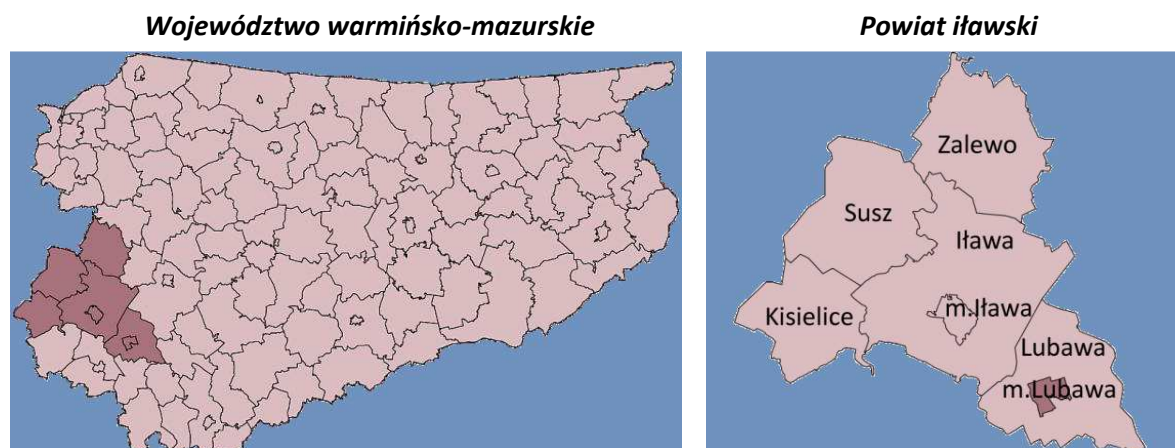 Województwo warmińsko-mazurskie
Powiat iławski
Zalewo
Susz
Iława
Kisielice
m.Iława
Lubawa
m.Lubawa